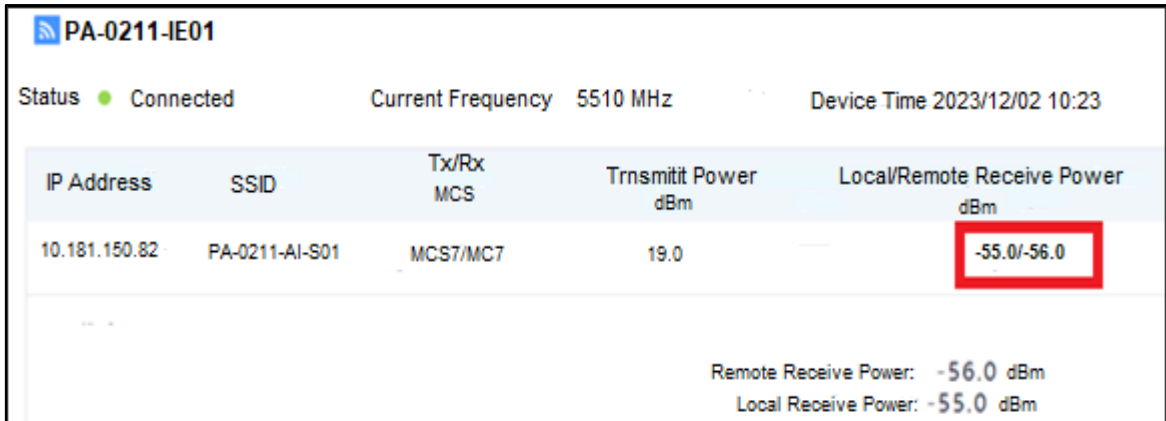 PA-0211-IE01
Status Connected Current Frequency 5510 MHz Device Time 2023/12/02 10:23
IP Address SSID Tx/Rx MCS Trnsmitit Power dBm Local/Remote Receive Power dBm
10.181.150.82 PA-0211-AI-S01 MCS7/MC7 19.0 -55.0/-56.0
Remote Receive Power: -56.0 dBm
Local Receive Power: -55.0 dBm